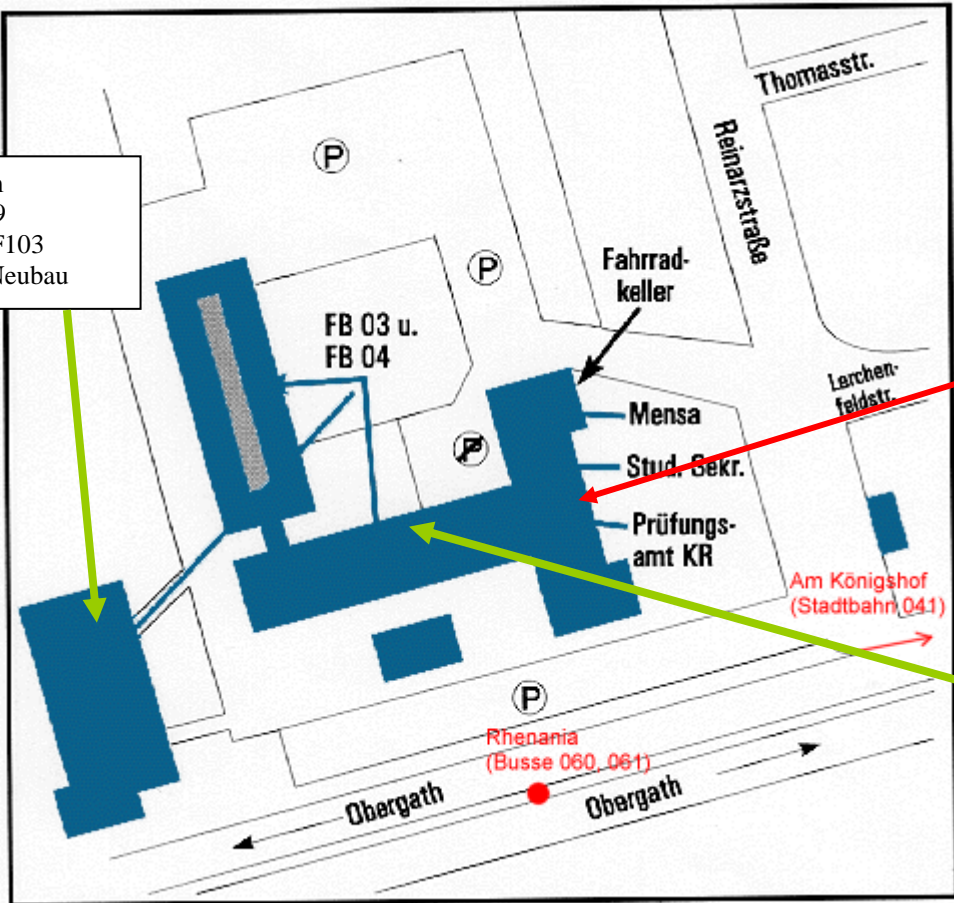 Thomasstr.
Reinarzstraße
P
F103
Neubau
P
Fahrrad-
keller
FB 03 u.
FB 04
Lerchen-
feldstr.
Mensa
P
Stud. Sekr.
Prüfungs-
amt KR
Am Königshof
(Stadtbahn 041)
P
Rhenania
(Busse 060, 061)
Obergath
Obergath